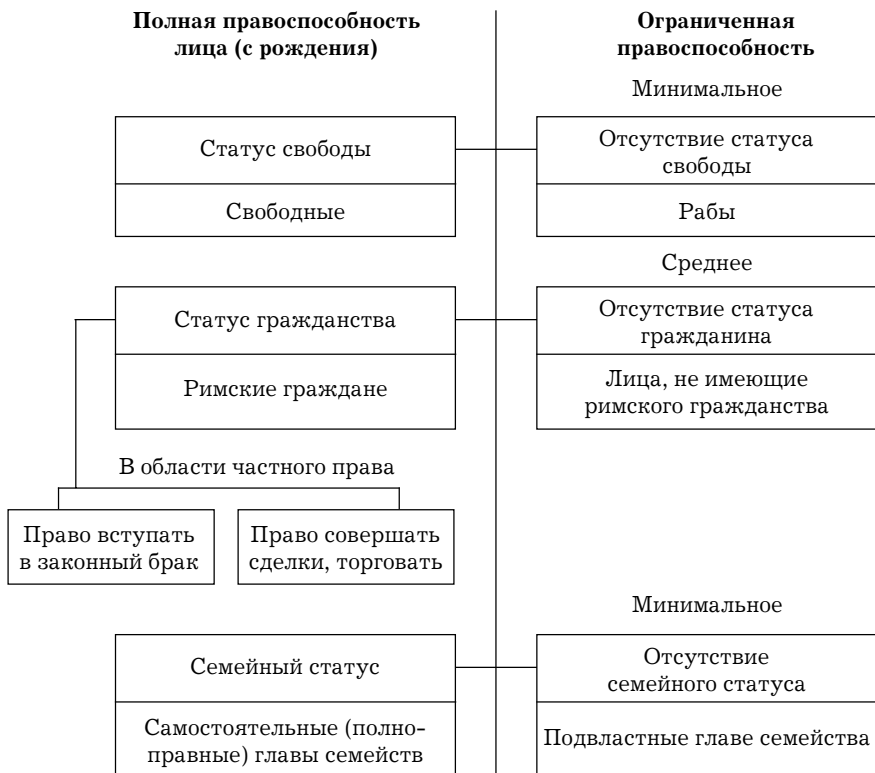 Полная правоспособность
лица (с рождения)
Ограниченная
правоспособность
Минимальное
Статус свободы
Отсутствие статуса
свободы
Свободные
Рабы
Среднее
Статус гражданства
Отсутствие статуса
гражданина
Римские граждане
Лица, не имеющие
римского гражданства
В области частного права
Право вступать
в законный брак
Право совершать
сделки, торговать
Минимальное
Семейный статус
Отсутствие
семейного статуса
Самостоятельные (полно-
правные) главы семейств
Подвластные главе семейства